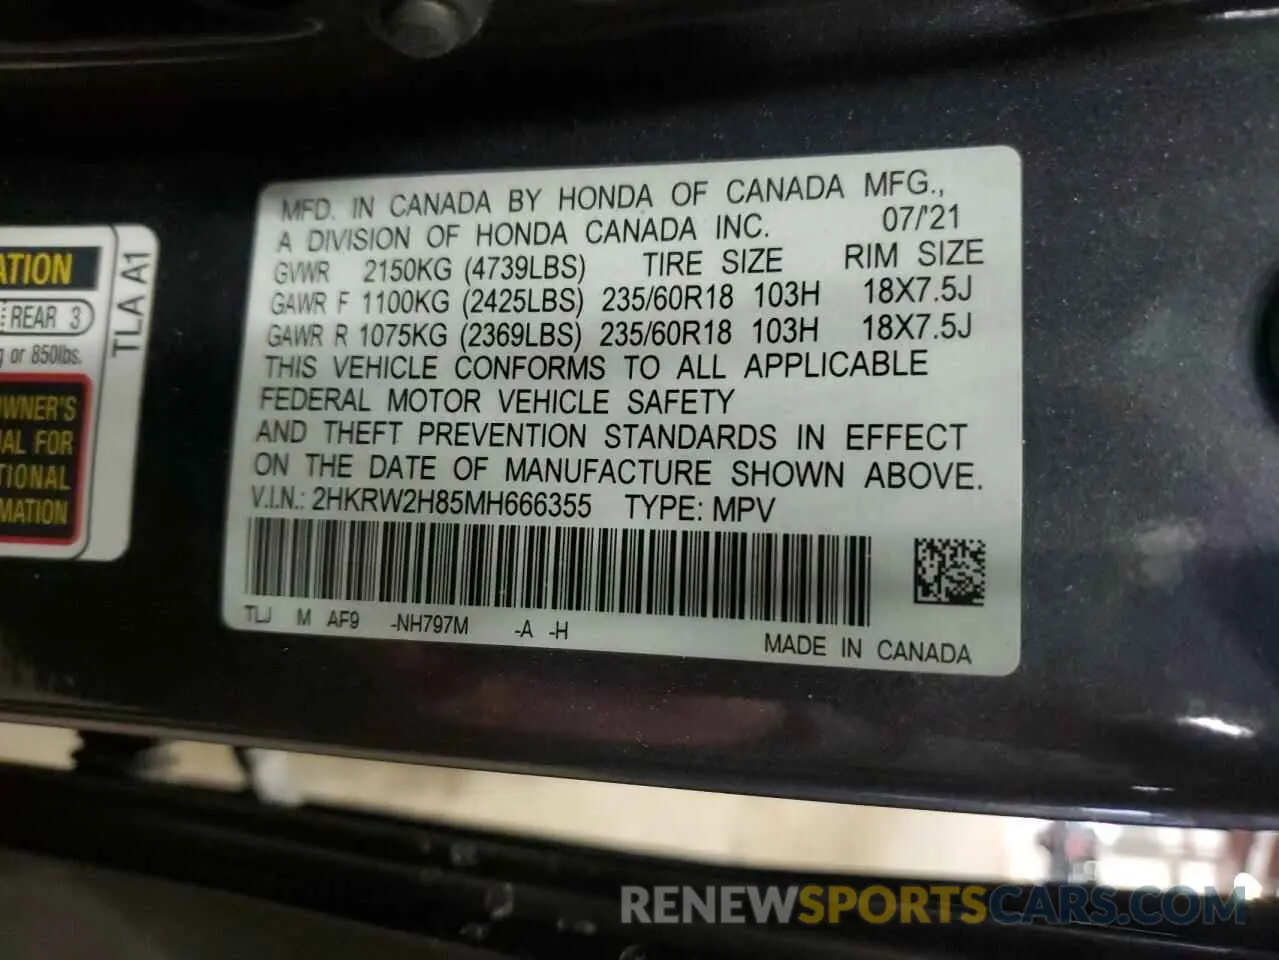 MFD. IN CANADA BY HONDA OF CANADA MFG.,
A DIVISION OF HONDA CANADA INC. 07/'21
GVWR 2150KG (4739LBS) TIRE SIZE RIM SIZE
GAWR F 1100KG (2425LBS) 235/60R18 103H 18X7.5J
GAWR R 1075KG (2369LBS) 235/60R18 103H 18X7.5J
THIS VEHICLE CONFORMS TO ALL APPLICABLE
FEDERAL MOTOR VEHICLE SAFETY
AND THEFT PREVENTION STANDARDS IN EFFECT
ON THE DATE OF MANUFACTURE SHOWN ABOVE.
V.I.N.: 2HKRW2H85MH666355 TYPE: MPV
TLJ M AF9 -NH797M -A -H
MADE IN CANADA
ATION
REAR 3
g or 850lbs.
OWNER'S
AL FOR
TIONAL
MATION
TLA A1
RENEWSPORTSCARS.COM